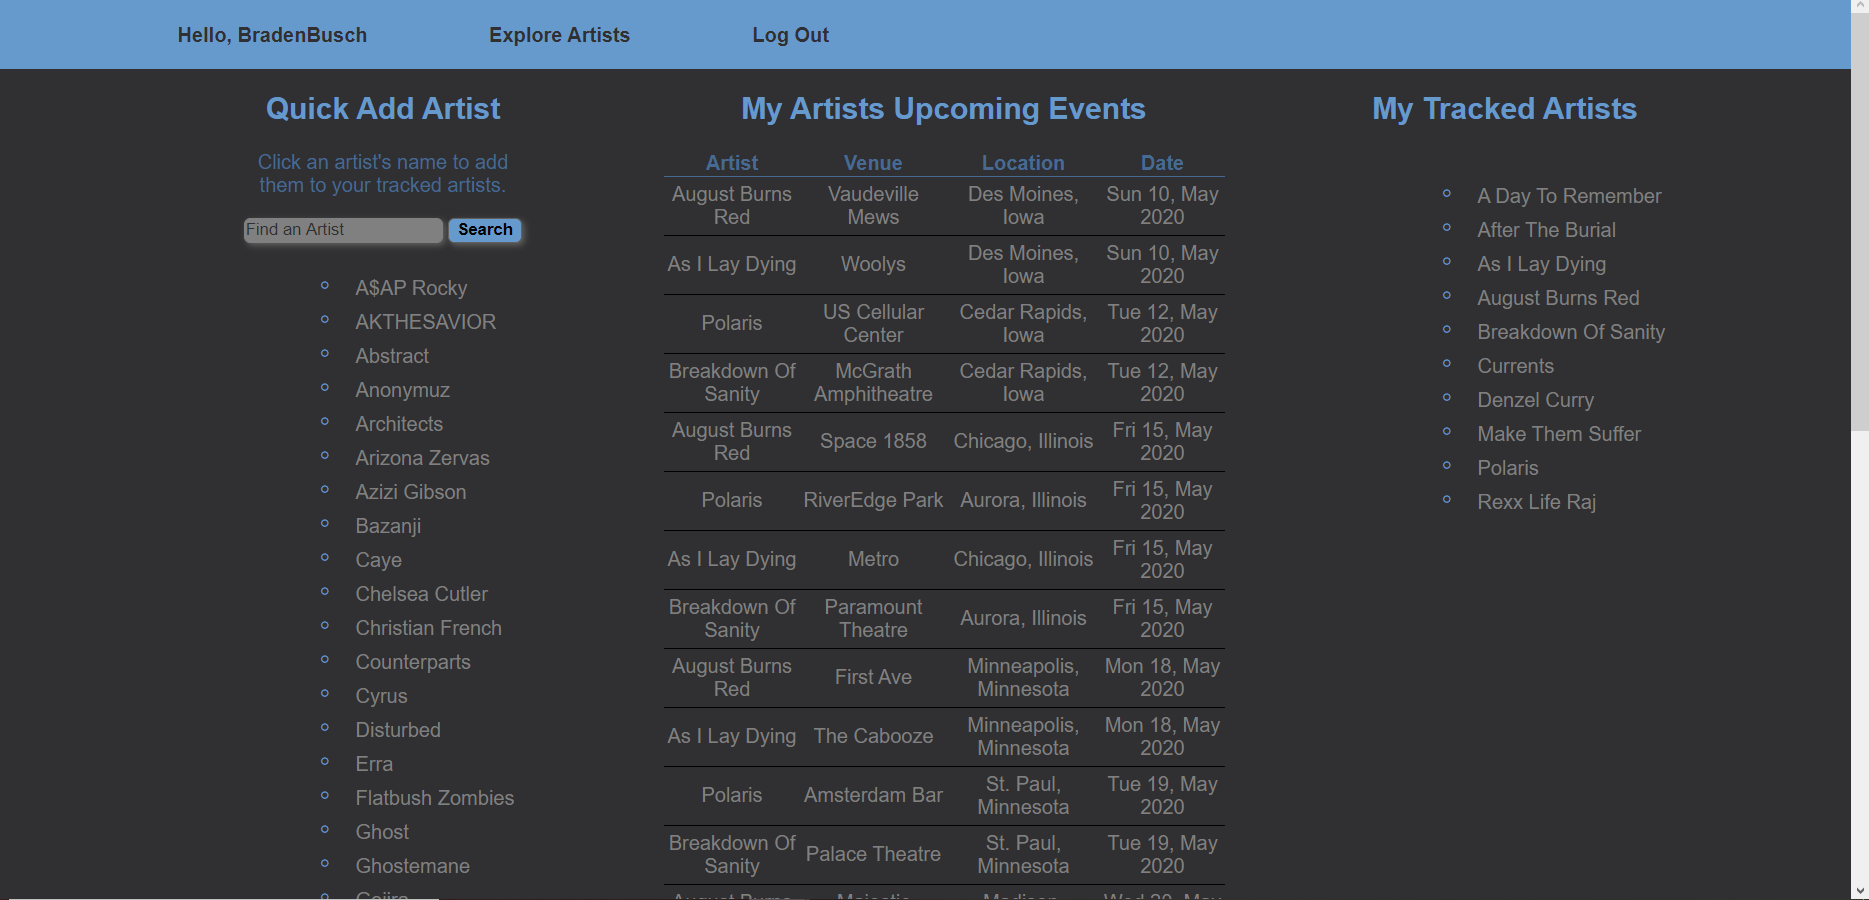 Hello, BradenBusch
Explore Artists
Log Out
Quick Add Artist
Click an artist's name to add
them to your tracked artists.
Find an Artist
Search
A$AP Rocky
AKTHESAVIOR
Abstract
Anonymuz
Architects
Arizona Zervas
Azizi Gibson
Bazanji
Caye
Chelsea Cutler
Christian French
Counterparts
Cyrus
Disturbed
Erra
Flatbush Zombies
Ghost
Ghostemane
Gojira
My Artists Upcoming Events
Artist Venue Location Date
August Burns Vaudeville Des Moines, Sun 10, May
Red Mews Iowa 2020
As I Lay Dying Woolys Des Moines, Sun 10, May
Iowa 2020
Polaris US Cellular Cedar Rapids, Tue 12, May
Center Iowa 2020
Breakdown Of McGrath Cedar Rapids, Tue 12, May
Sanity Amphitheatre Iowa 2020
August Burns Space 1858 Chicago, Illinois Fri 15, May
Red 2020
Polaris RiverEdge Park Aurora, Illinois Fri 15, May
2020
As I Lay Dying Metro Chicago, Illinois Fri 15, May
2020
Breakdown Of Paramount Aurora, Illinois Fri 15, May
Sanity Theatre 2020
August Burns First Ave Minneapolis, Mon 18, May
Red Minnesota 2020
As I Lay Dying The Cabooze Minneapolis, Mon 18, May
Minnesota 2020
Polaris Amsterdam Bar St. Paul, Tue 19, May
Minnesota 2020
Breakdown Of Palace Theatre St. Paul, Tue 19, May
Sanity Minnesota 2020
August Burns Majestic Madison, Wed 20, May
My Tracked Artists
A Day To Remember
After The Burial
As I Lay Dying
August Burns Red
Breakdown Of Sanity
Currents
Denzel Curry
Make Them Suffer
Polaris
Rexx Life Raj